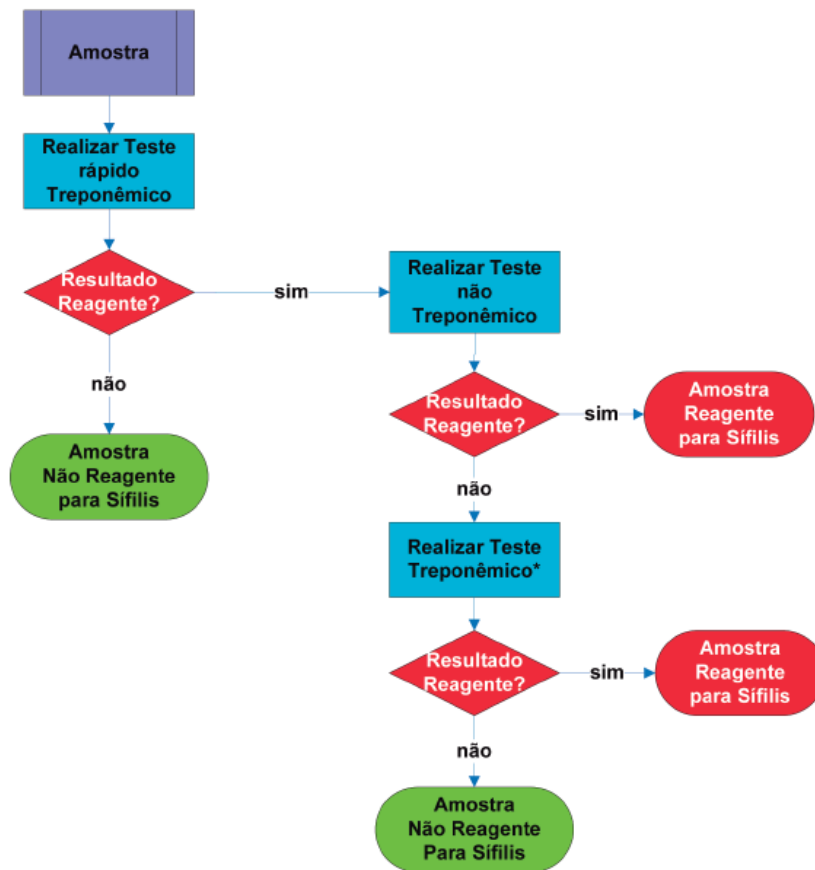 Amostra
Realizar Teste
rápido
Treponêmico
Resultado
Reagente?
sim
não
Amostra
Não Reagente
para Sífilis
Realizar Teste
não
Treponêmico
Resultado
Reagente?
sim
Amostra
Reagente
para Sífilis
não
Realizar Teste
Treponêmico*
Resultado
Reagente?
sim
Amostra
Reagente
para Sífilis
não
Amostra
Não Reagente
Para Sífilis